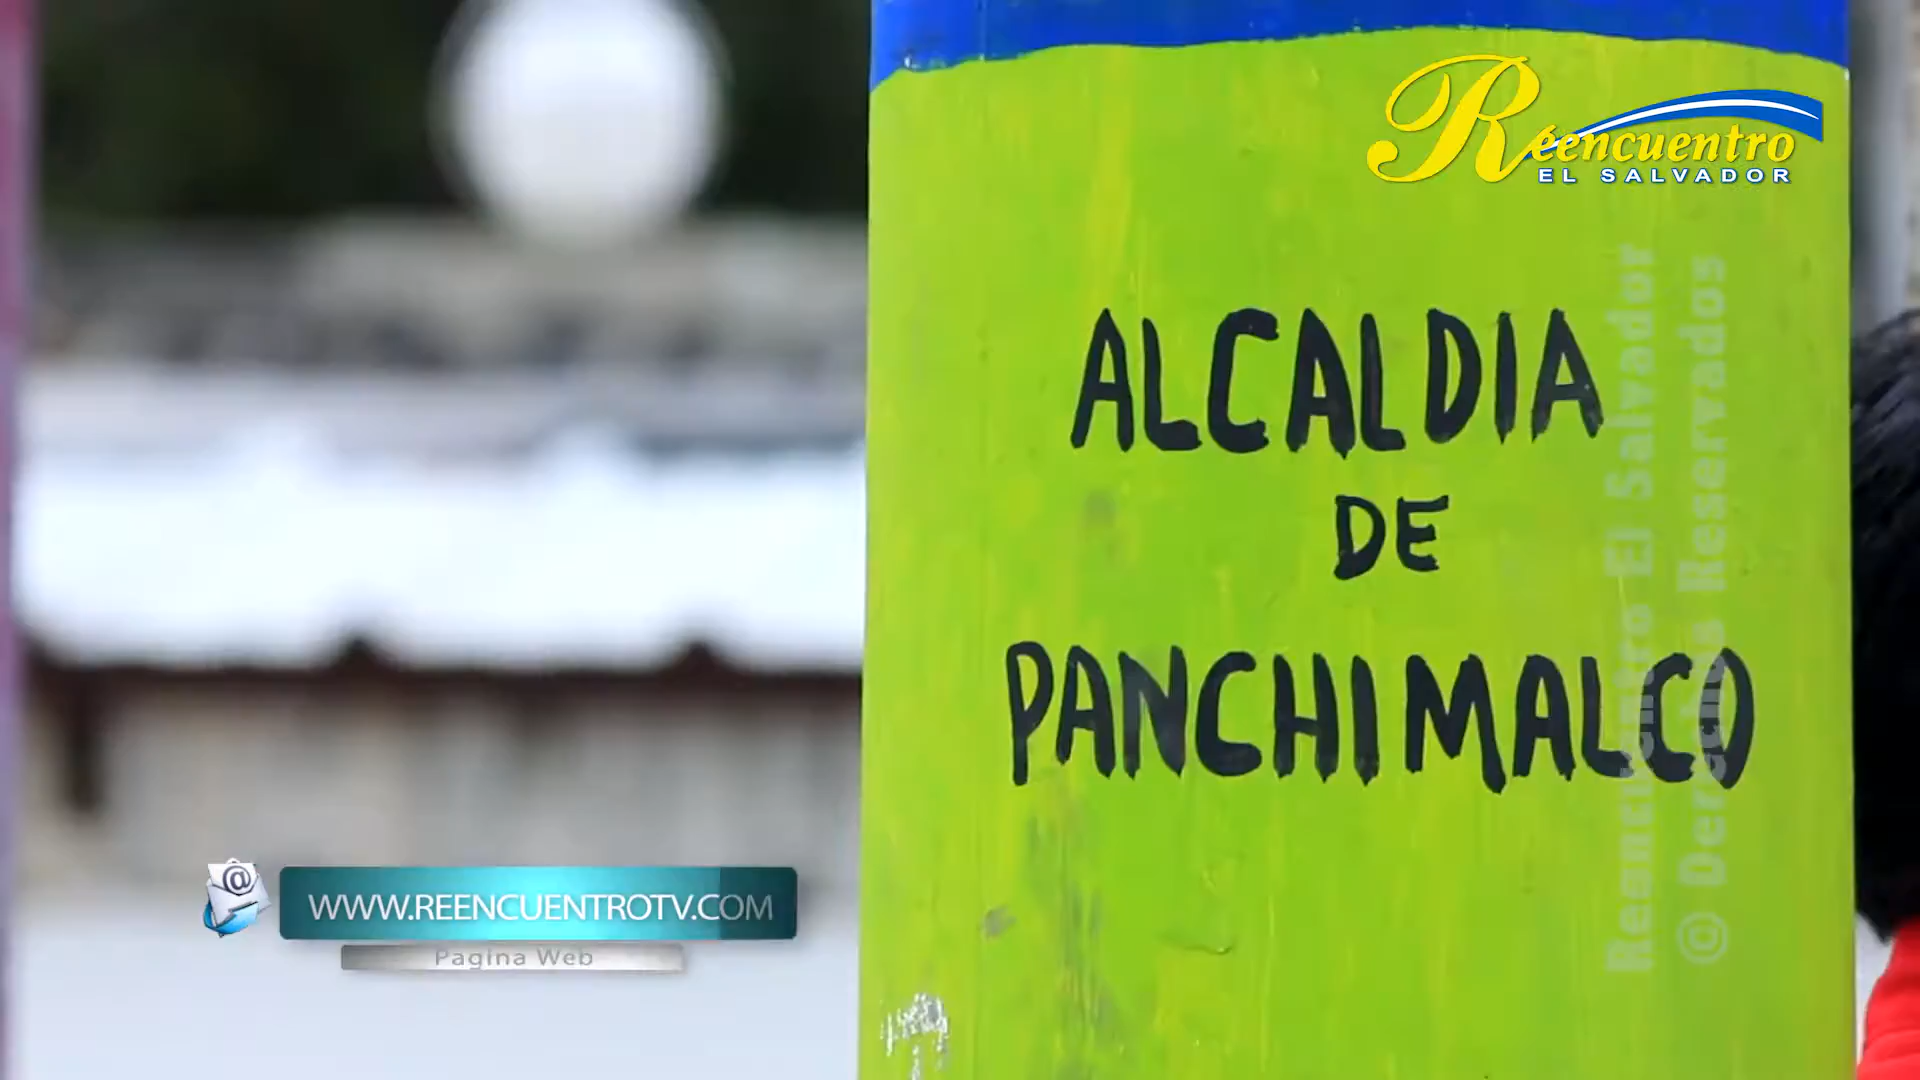 Reencuentro
EL SALVADOR
ALCALDIA
DE
PANCHIMALCO
Reencuentro El Salvador
© Derechos Reservados
@
WWW.REENCUENTROTV.COM
Pagina Web